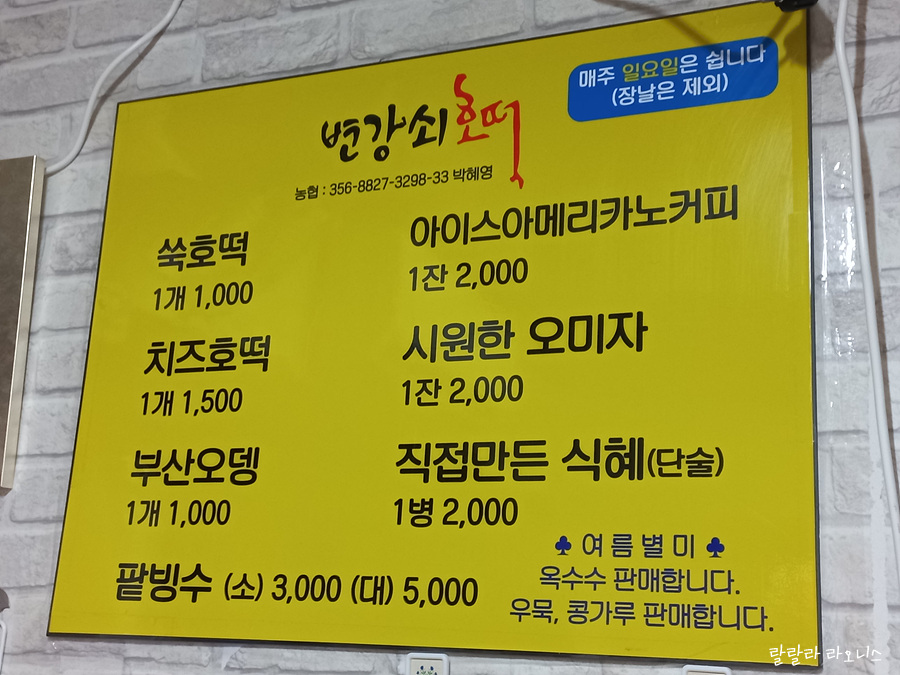 매주 일요일은 쉽니다
(장날은 제외)
변강쇠호떡
농협 : 356-8827-3298-33 박혜영
쑥호떡
1개 1,000
치즈호떡
1개 1,500
부산오뎅
1개 1,000
팥빙수 (소) 3,000 (대) 5,000
아이스아메리카노커피
1잔 2,000
시원한 오미자
1잔 2,000
직접만든 식혜(단술)
1병 2,000
♣ 여름별미 ♣
옥수수 판매합니다.
우묵, 콩가루 판매합니다.
랄랄라 라오니스